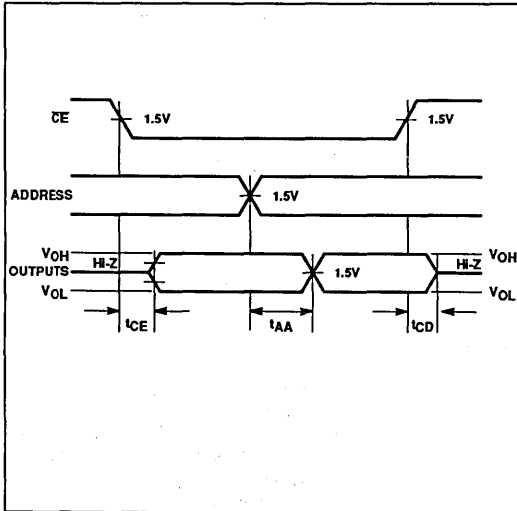 CE
1.5V
1.5V
ADDRESS
1.5V
VOH
Hi-Z
OUTPUTS
VOL
1.5V
VOH
Hi-Z
VOL
tCE
tAA
tCD